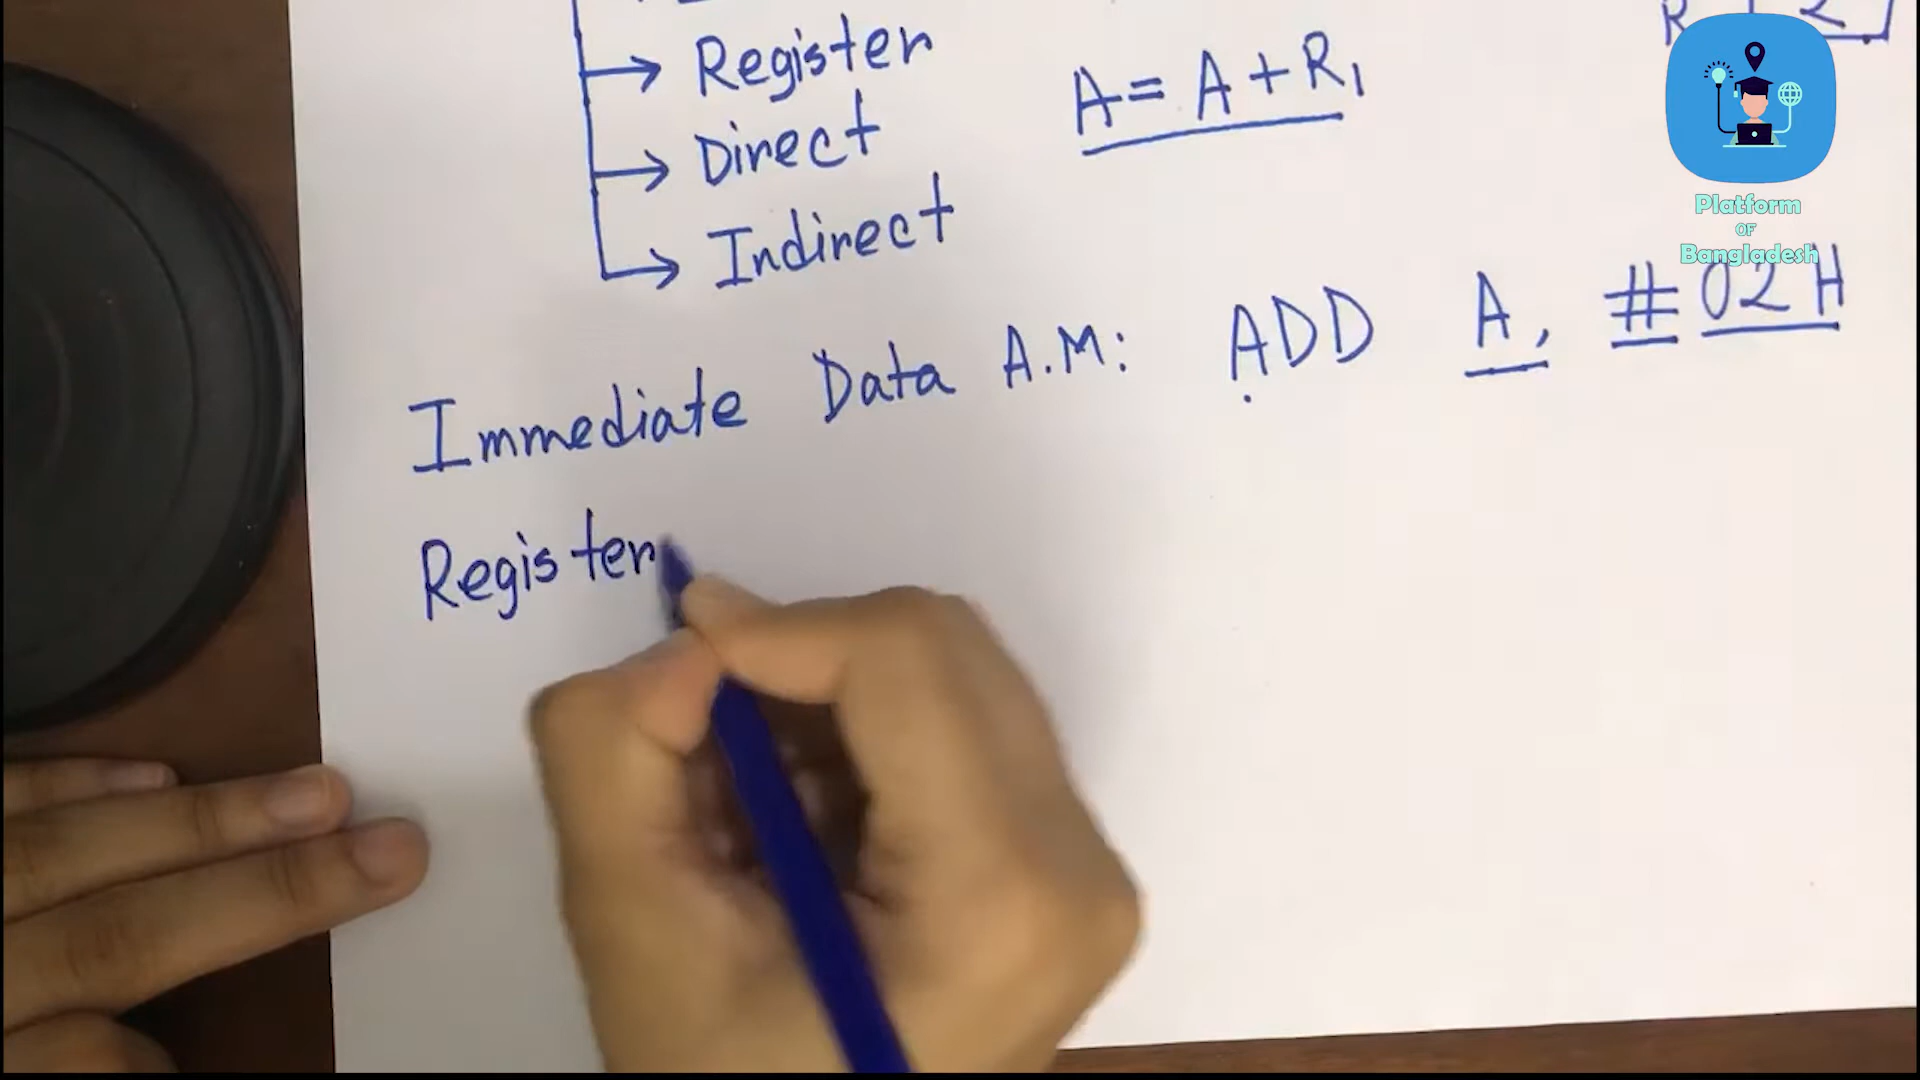 Register
A = A + R1
Direct
Indirect
Immediate Data A.M: ADD A, #02H
Register
Platform
OF
Bangladesh